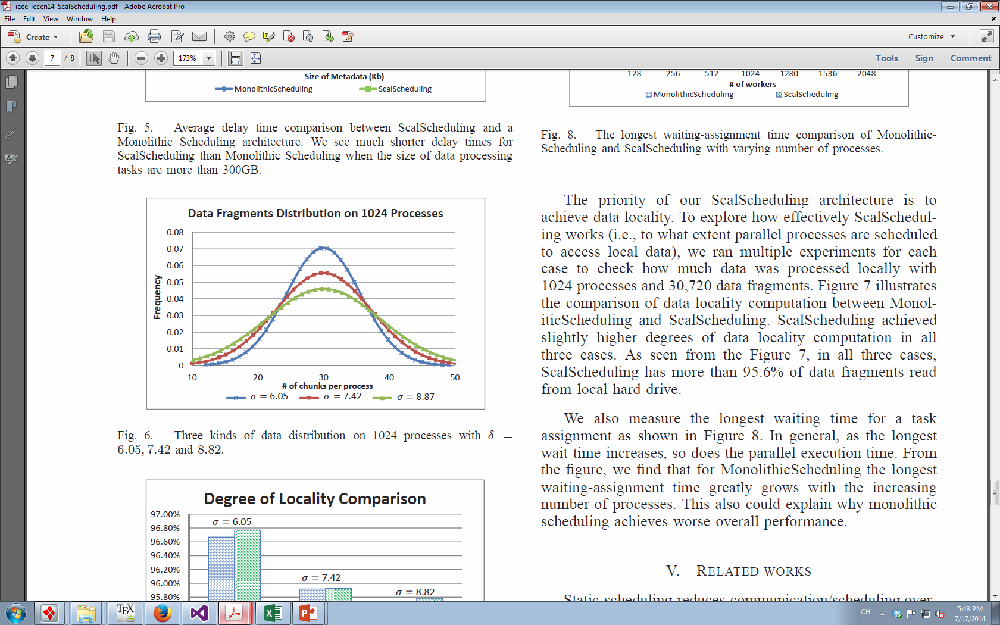 ieee-icccn14-ScalScheduling.pdf - Adobe Acrobat Pro
File Edit View Window Help
Create
Customize
7 / 8
173%
Tools Sign Comment
Size of Metadata (Kb)
MonolithicScheduling ScalScheduling
Fig. 5. Average delay time comparison between ScalScheduling and a
Monolithic Scheduling architecture. We see much shorter delay times for
ScalScheduling than Monolithic Scheduling when the size of data processing
tasks are more than 300GB.
Data Fragments Distribution on 1024 Processes
0.08
0.07
0.06
0.05
0.04
0.03
0.02
0.01
0
Frequency
10 20 30 40 50
# of chunks per process
σ = 6.05 σ = 7.42 σ = 8.87
Fig. 6. Three kinds of data distribution on 1024 processes with δ =
6.05, 7.42 and 8.82.
Degree of Locality Comparison
97.00%
96.80%
96.60%
96.40%
96.20%
96.00%
95.80%
σ = 6.05
σ = 7.42
σ = 8.82
128 256 512 1024 1280 1536 2048
# of workers
MonolithicScheduling ScalScheduling
Fig. 8. The longest waiting-assignment time comparison of Monolithic-
Scheduling and ScalScheduling with varying number of processes.
The priority of our ScalScheduling architecture is to
achieve data locality. To explore how effectively ScalSchedul-
ing works (i.e., to what extent parallel processes are scheduled
to access local data), we ran multiple experiments for each
case to check how much data was processed locally with
1024 processes and 30,720 data fragments. Figure 7 illustrates
the comparison of data locality computation between Monol-
iticScheduling and ScalScheduling. ScalScheduling achieved
slightly higher degrees of data locality computation in all
three cases. As seen from the Figure 7, in all three cases,
ScalScheduling has more than 95.6% of data fragments read
from local hard drive.
We also measure the longest waiting time for a task
assignment as shown in Figure 8. In general, as the longest
wait time increases, so does the parallel execution time. From
the figure, we find that for MonolithicScheduling the longest
waiting-assignment time greatly grows with the increasing
number of processes. This also could explain why monolithic
scheduling achieves worse overall performance.
V. RELATED WORKS
Static scheduling reduces communication/scheduling over-
TEX
CH
5:48 PM
7/17/2014